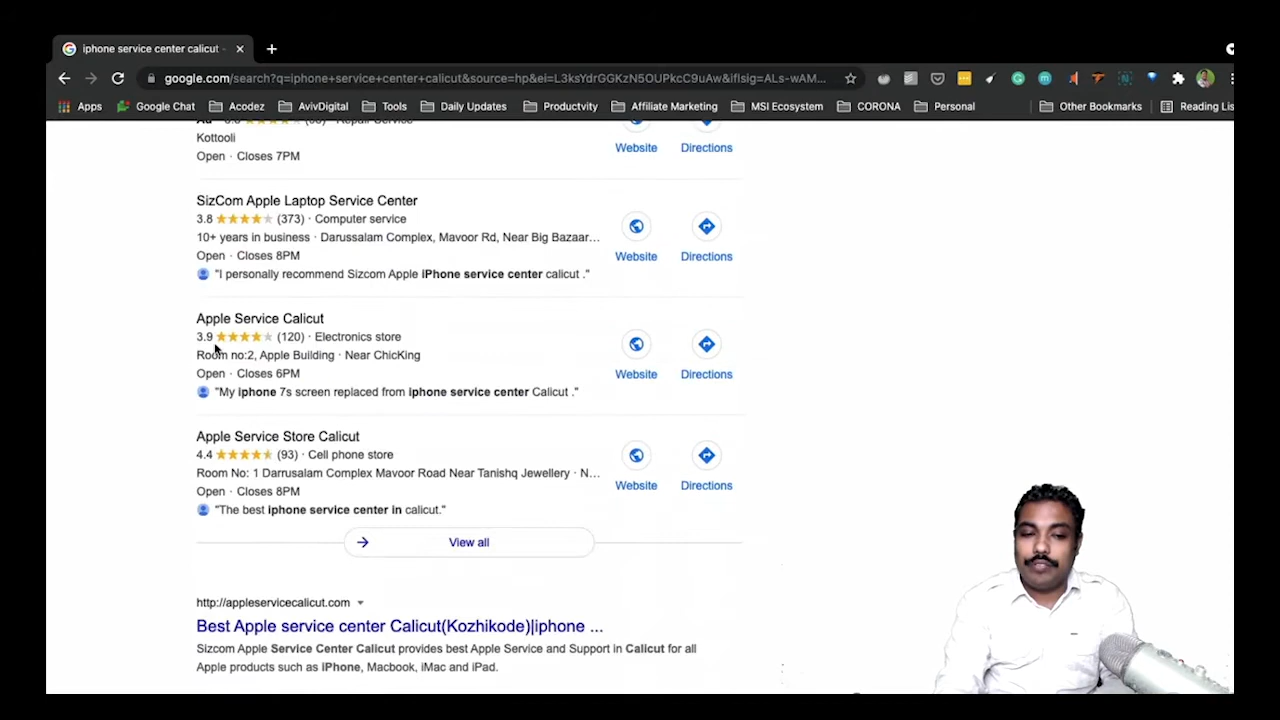 iphone service center calicut -
google.com/search?q=iphone+service+center+calicut&source=hp&ei=L3ksYdrGGKzN5OUPkcC9uAw&iflsig=ALs-wAM...
Apps Google Chat Acodez AvivDigital Tools Daily Updates Productvity Affiliate Marketing MSI Ecosystem CORONA Personal Other Bookmarks Reading Lis
Kottooli
Open · Closes 7PM
Website Directions
SizCom Apple Laptop Service Center
3.8 (373) · Computer service
10+ years in business · Darussalam Complex, Mavoor Rd, Near Big Bazaar...
Open · Closes 8PM
"I personally recommend Sizcom Apple iPhone service center calicut ."
Website Directions
Apple Service Calicut
3.9 (120) · Electronics store
Room no:2, Apple Building · Near ChicKing
Open · Closes 6PM
"My iphone 7s screen replaced from iphone service center Calicut ."
Website Directions
Apple Service Store Calicut
4.4 (93) · Cell phone store
Room No: 1 Darrusalam Complex Mavoor Road Near Tanishq Jewellery · N...
Open · Closes 8PM
"The best iphone service center in calicut."
Website Directions
View all
http://appleservicecalicut.com
Best Apple service center Calicut(Kozhikode)|iphone ...
Sizcom Apple Service Center Calicut provides best Apple Service and Support in Calicut for all
Apple products such as iPhone, Macbook, iMac and iPad.